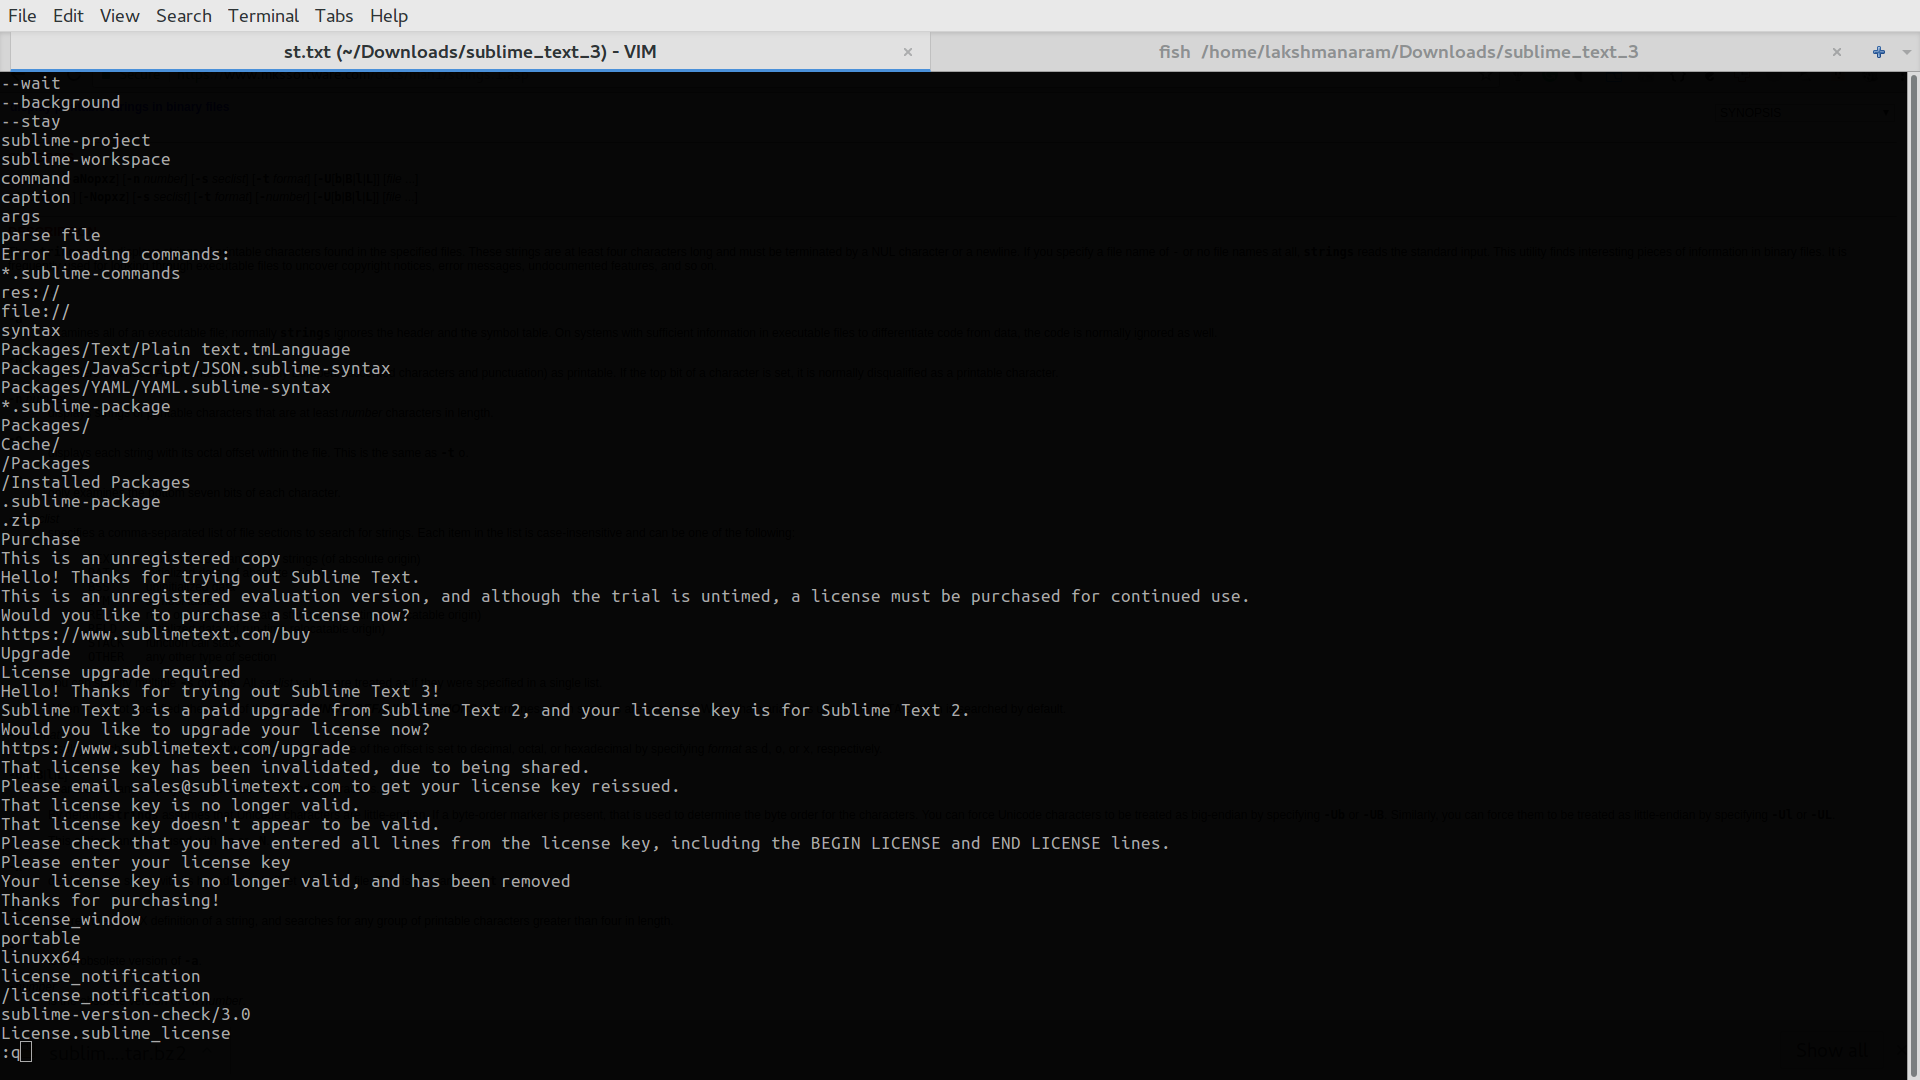 File Edit View Search Terminal Tabs Help
st.txt (~/Downloads/sublime_text_3) - VIM
fish /home/lakshmanaram/Downloads/sublime_text_3
--wait
--background
--stay
sublime-project
sublime-workspace
command
caption
args
parse file
Error loading commands:
*.sublime-commands
res://
file://
syntax
Packages/Text/Plain text.tmLanguage
Packages/JavaScript/JSON.sublime-syntax
Packages/YAML/YAML.sublime-syntax
*.sublime-package
Packages/
Cache/
/Packages
/Installed Packages
.sublime-package
.zip
Purchase
This is an unregistered copy
Hello! Thanks for trying out Sublime Text.
This is an unregistered evaluation version, and although the trial is untimed, a license must be purchased for continued use.
Would you like to purchase a license now?
https://www.sublimetext.com/buy
Upgrade
License upgrade required
Hello! Thanks for trying out Sublime Text 3!
Sublime Text 3 is a paid upgrade from Sublime Text 2, and your license key is for Sublime Text 2.
Would you like to upgrade your license now?
https://www.sublimetext.com/upgrade
That license key has been invalidated, due to being shared.
Please email sales@sublimetext.com to get your license key reissued.
That license key is no longer valid.
That license key doesn't appear to be valid.
Please check that you have entered all lines from the license key, including the BEGIN LICENSE and END LICENSE lines.
Please enter your license key
Your license key is no longer valid, and has been removed
Thanks for purchasing!
license_window
portable
linuxx64
license_notification
/license_notification
sublime-version-check/3.0
License.sublime_license
:q
Show all